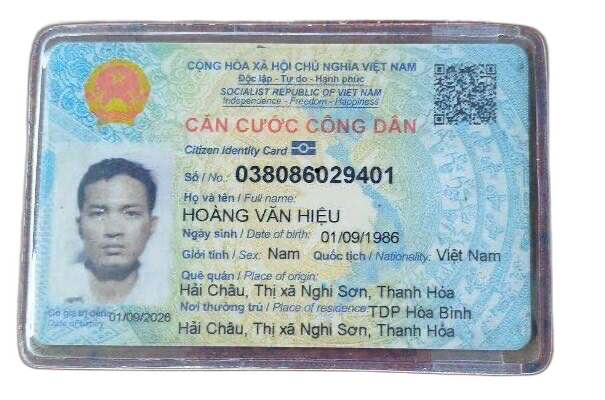 CỘNG HÒA XÃ HỘI CHỦ NGHĨA VIỆT NAM
Độc lập - Tự do - Hạnh phúc
SOCIALIST REPUBLIC OF VIET NAM
Independence - Freedom - Happiness
CĂN CƯỚC CÔNG DÂN
Citizen Identity Card
Số / No.: 038086029401
Họ và tên / Full name:
HOÀNG VĂN HIỆU
Ngày sinh / Date of birth: 01/09/1986
Giới tính / Sex: Nam Quốc tịch / Nationality: Việt Nam
Quê quán / Place of origin:
Hải Châu, Thị xã Nghi Sơn, Thanh Hóa
Nơi thường trú / Place of residence: TDP Hòa Bình
Hải Châu, Thị xã Nghi Sơn, Thanh Hóa
Có giá trị đến: 01/09/2026
Date of expiry